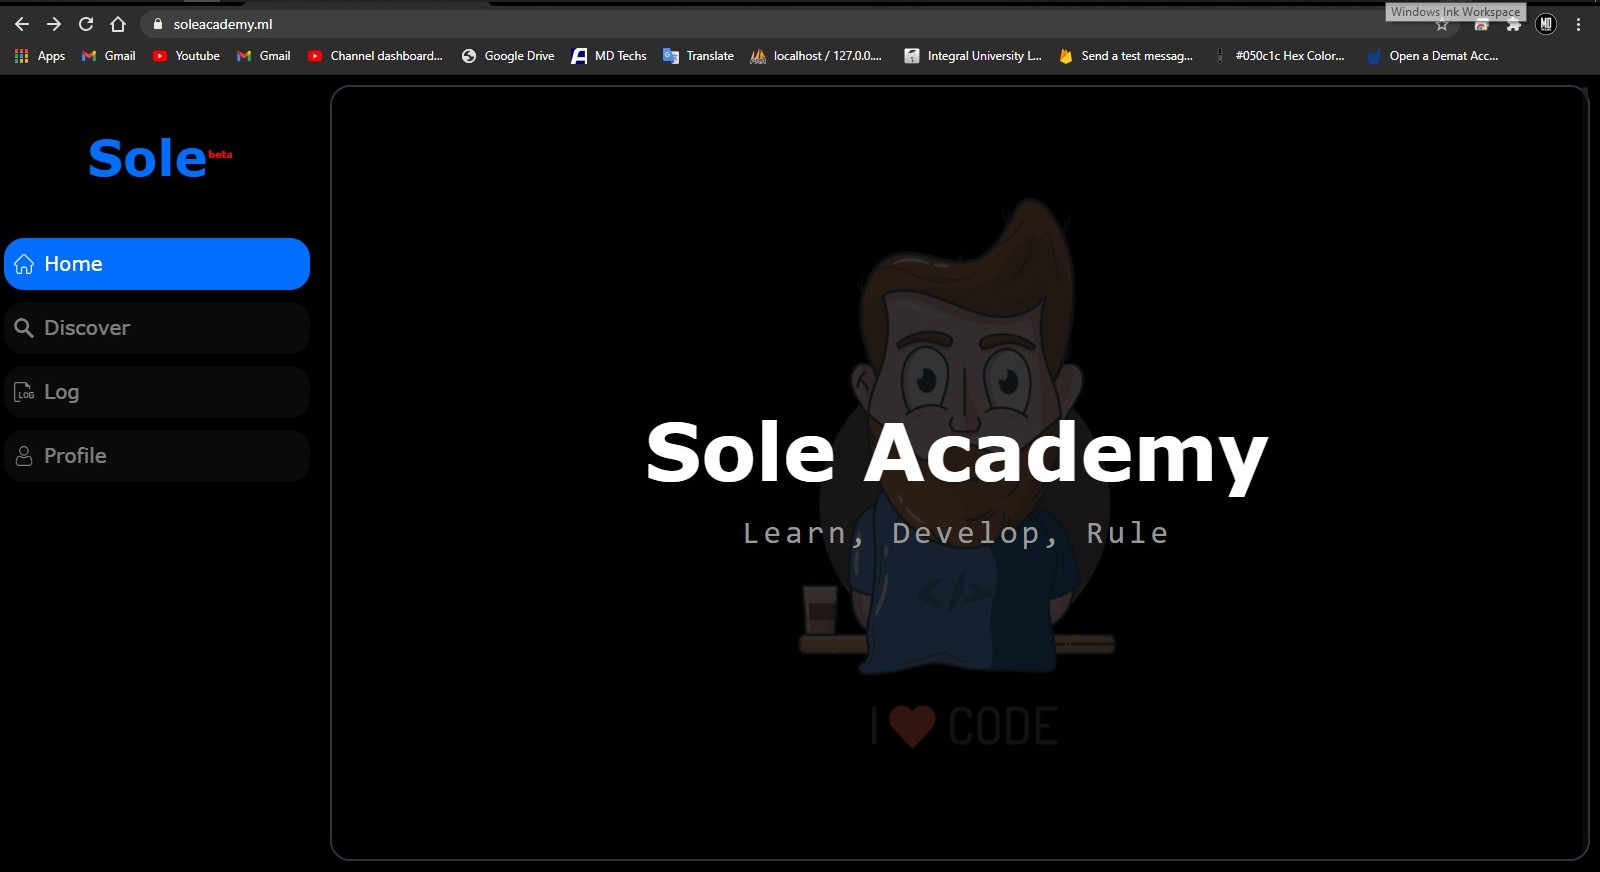 Windows Ink Workspace
soleacademy.ml
MD
Apps Gmail Youtube Gmail Channel dashboard... Google Drive MD Techs Translate localhost / 127.0.0.... Integral University L... Send a test messag... #050c1c Hex Color... Open a Demat Acc...
Sole beta
Home
Discover
LOG Log
Profile
Sole Academy
Learn, Develop, Rule
</>
I ❤ CODE